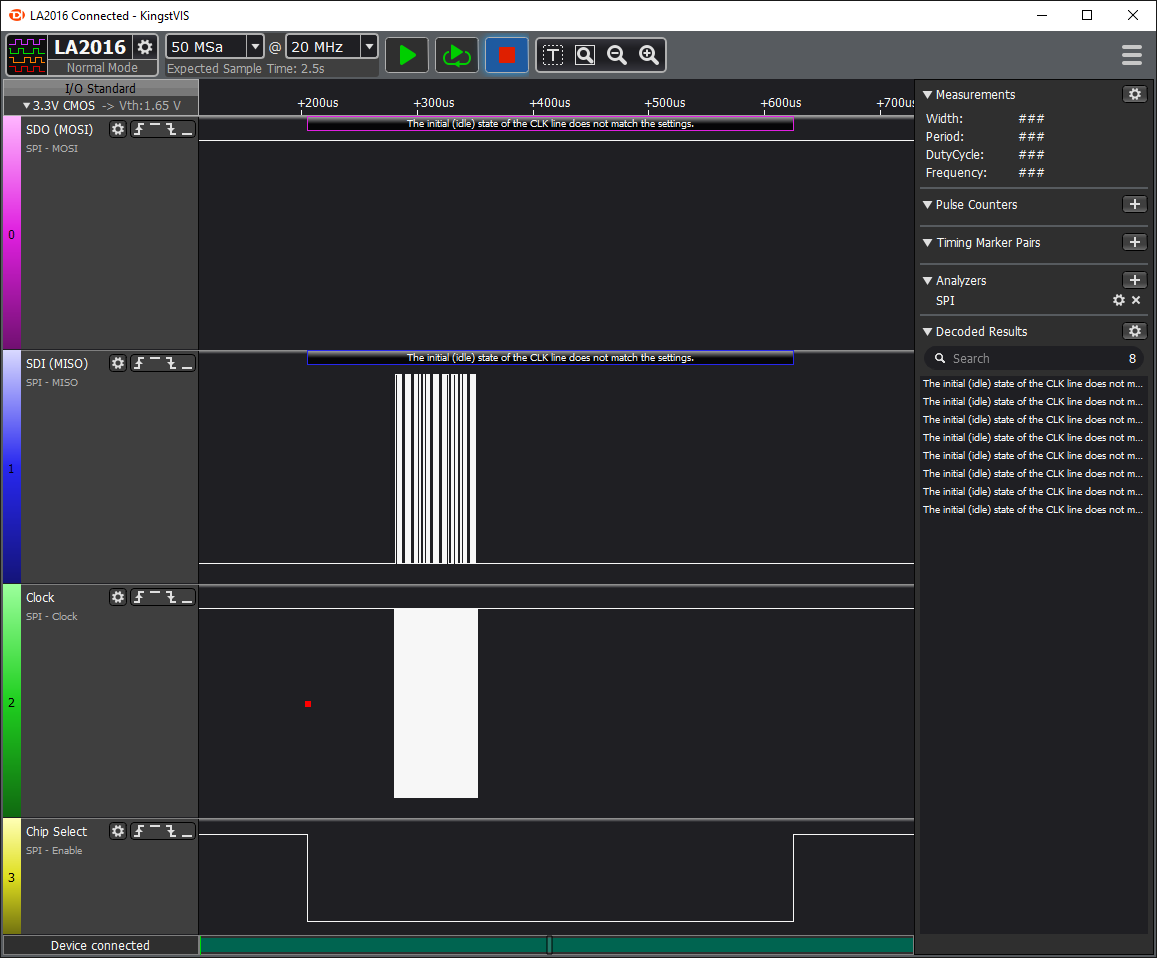 LA2016 Connected - KingstVIS
LA2016
Normal Mode
50 MSa @ 20 MHz
Expected Sample Time: 2.5s
T
I/O Standard
3.3V CMOS -> Vth:1.65 V
+200us +300us +400us +500us +600us +700us
SDO (MOSI)
SPI - MOSI
0
The initial (idle) state of the CLK line does not match the settings.
SDI (MISO)
SPI - MISO
1
The initial (idle) state of the CLK line does not match the settings.
Clock
SPI - Clock
2
Chip Select
SPI - Enable
3
Device connected
Measurements
Width: ###
Period: ###
DutyCycle: ###
Frequency: ###
Pulse Counters
Timing Marker Pairs
Analyzers
SPI
Decoded Results
Search 8
The initial (idle) state of the CLK line does not m...
The initial (idle) state of the CLK line does not m...
The initial (idle) state of the CLK line does not m...
The initial (idle) state of the CLK line does not m...
The initial (idle) state of the CLK line does not m...
The initial (idle) state of the CLK line does not m...
The initial (idle) state of the CLK line does not m...
The initial (idle) state of the CLK line does not m...